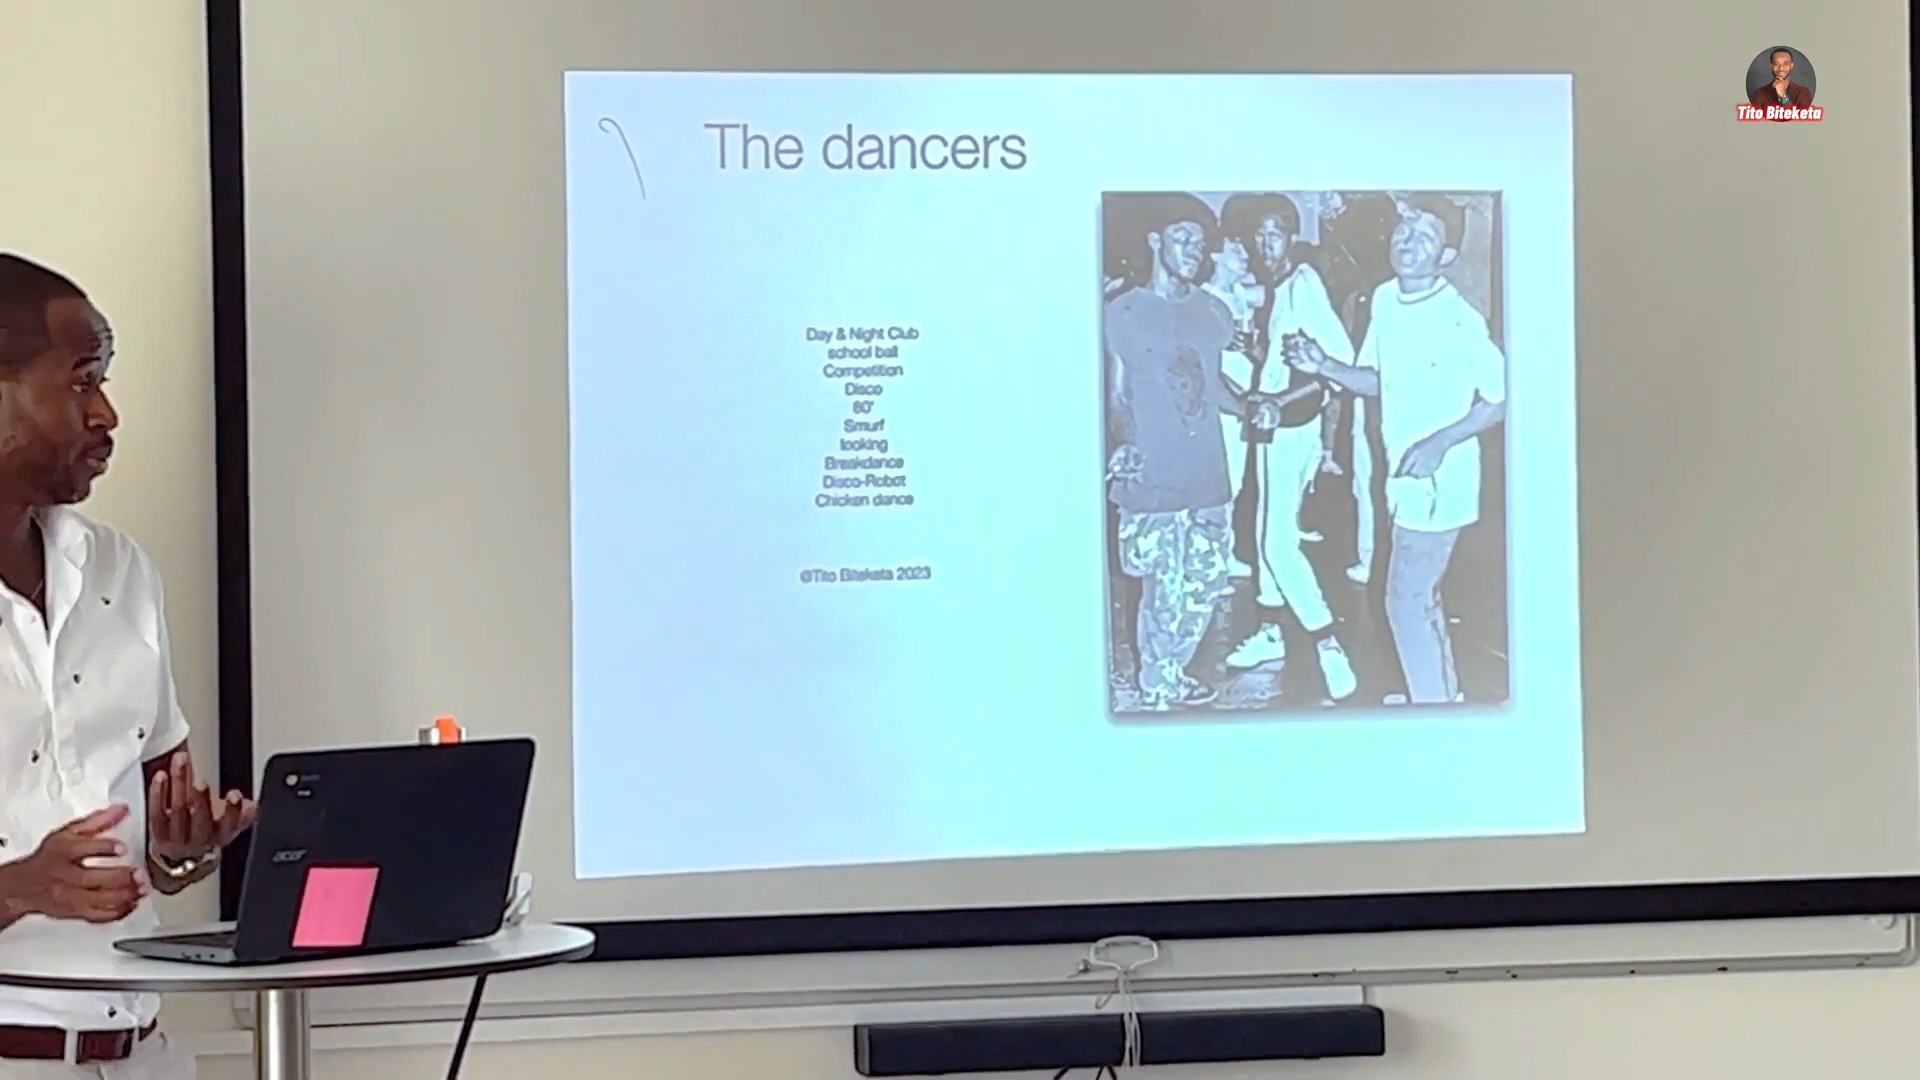 Tito Biteketa
The dancers
Day & Night Club
school ball
Competition
Disco
80'
Smurf
looking
Breakdance
Disco-Robot
Chicken dance
@Tito Biteketa 2023
acer